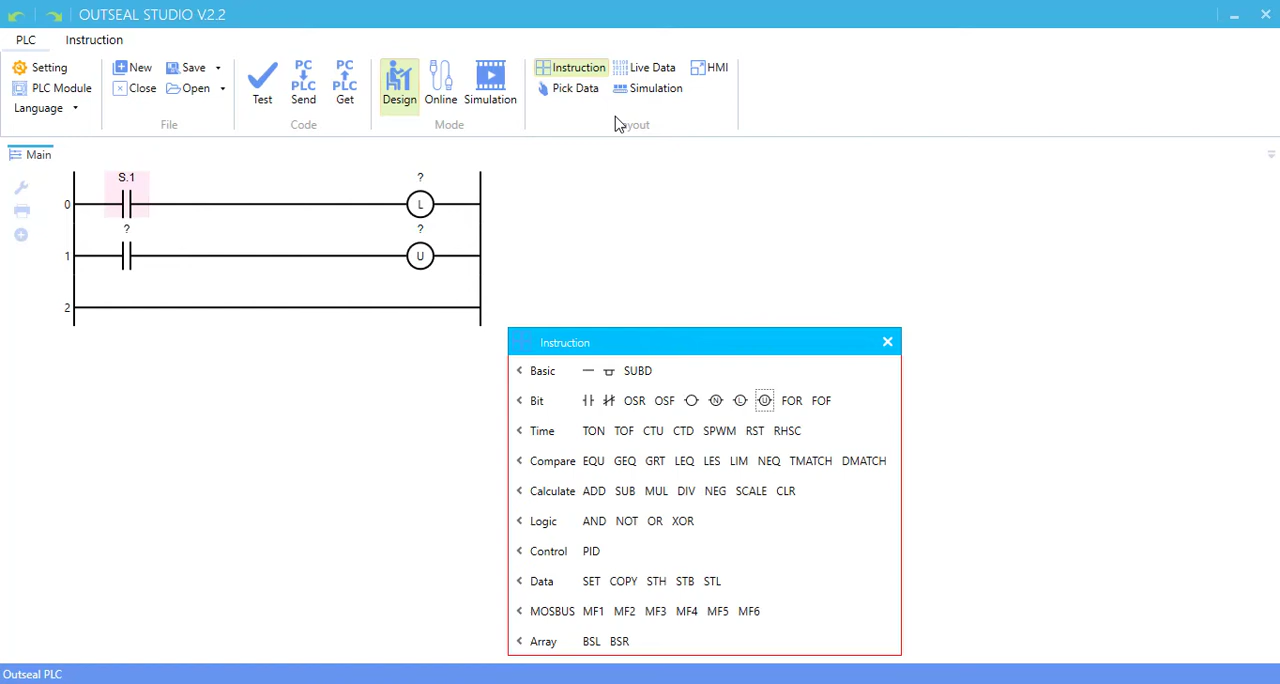 OUTSEAL STUDIO V2.2
PLC Instruction
Setting
PLC Module
Language
New Save
Close Open
File
Test
PC PLC Send
PC PLC Get
Code
Design Online Simulation
Mode
Instruction Live Data HMI
Pick Data Simulation
Main
S.1 ?
0 L
? ?
1 U
2
Instruction
Basic SUBD
Bit OSR OSF N L U FOR FOF
Time TON TOF CTU CTD SPWM RST RHSC
Compare EQU GEQ GRT LEQ LES LIM NEQ TMATCH DMATCH
Calculate ADD SUB MUL DIV NEG SCALE CLR
Logic AND NOT OR XOR
Control PID
Data SET COPY STH STB STL
MOSBUS MF1 MF2 MF3 MF4 MF5 MF6
Array BSL BSR
Outseal PLC